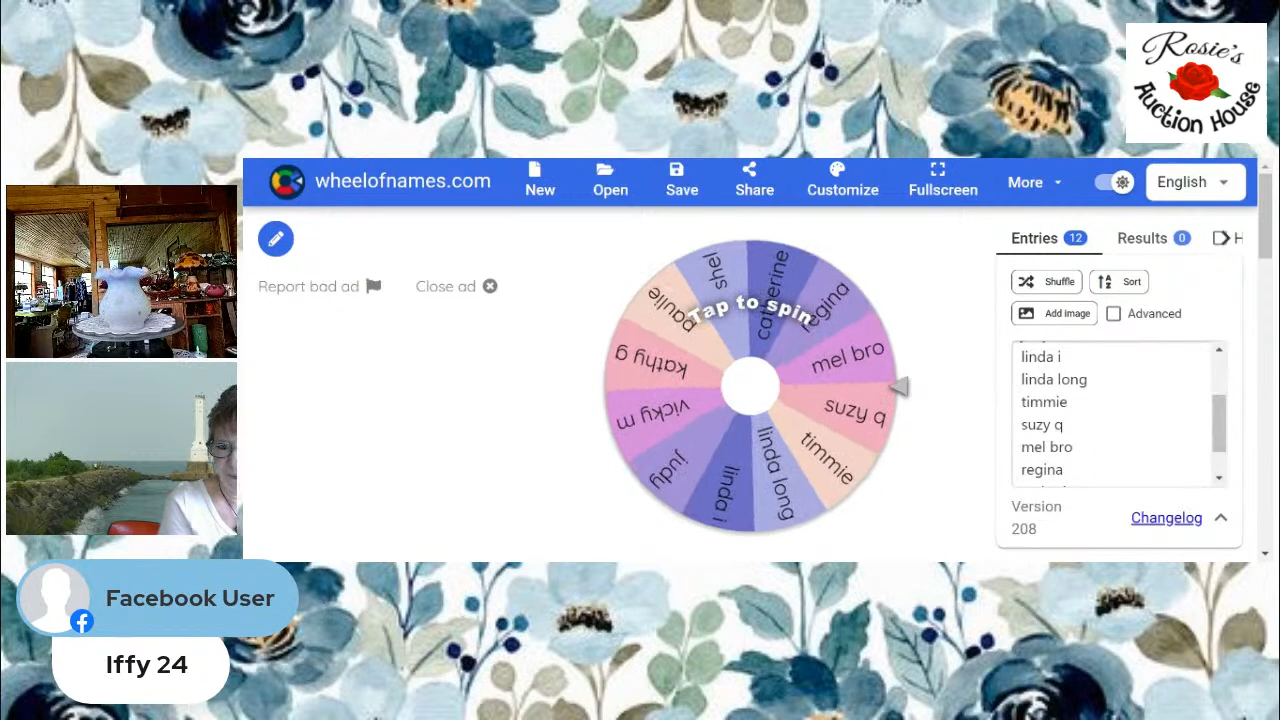 Rosie's
AUCTION HOUSE
wheelofnames.com
New
Open
Save
Share
Customize
Fullscreen
More
English
Report bad ad
Close ad
Tap to spin
shel
catherine
regina
mel bro
suzy q
timmie
linda long
linda i
judy
vicky m
kathy g
paulie
Entries 12
Results 0
H
Shuffle
Sort
Add image
Advanced
linda i
linda long
timmie
suzy q
mel bro
regina
Version
208
Changelog
Facebook User
Iffy 24